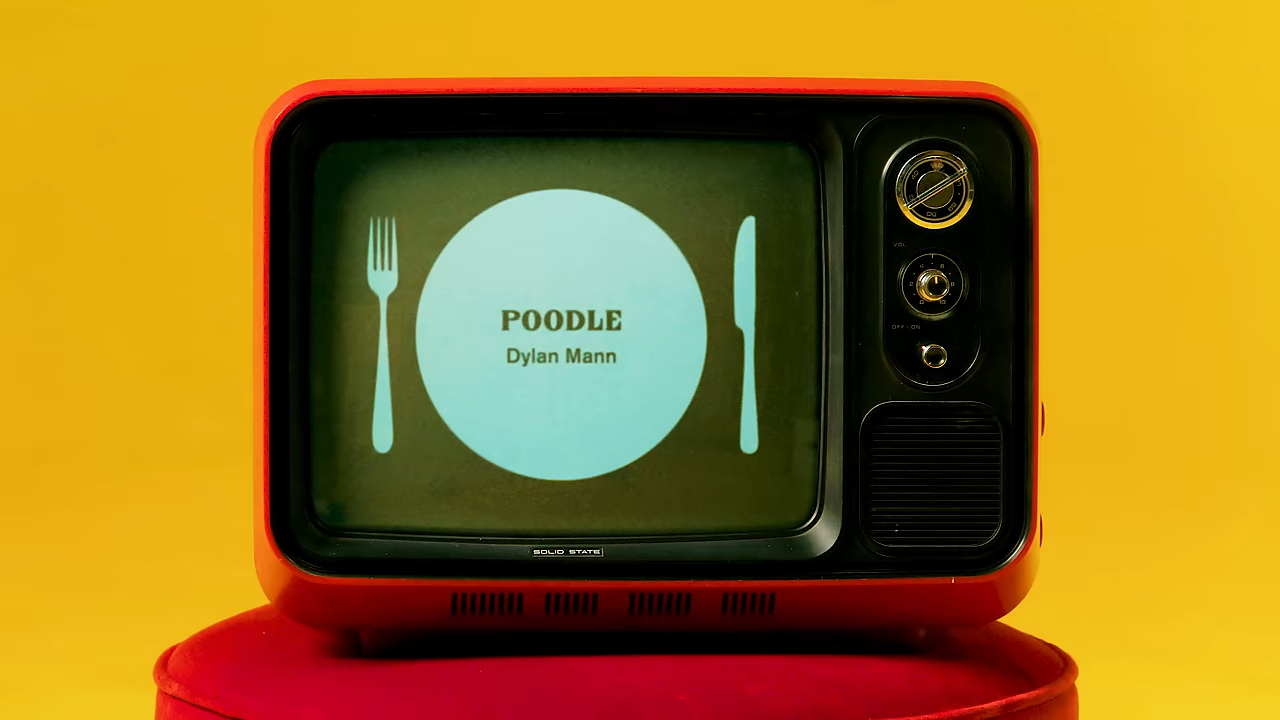 POODLE
Dylan Mann
VOL
OFF - ON
SOLID STATE